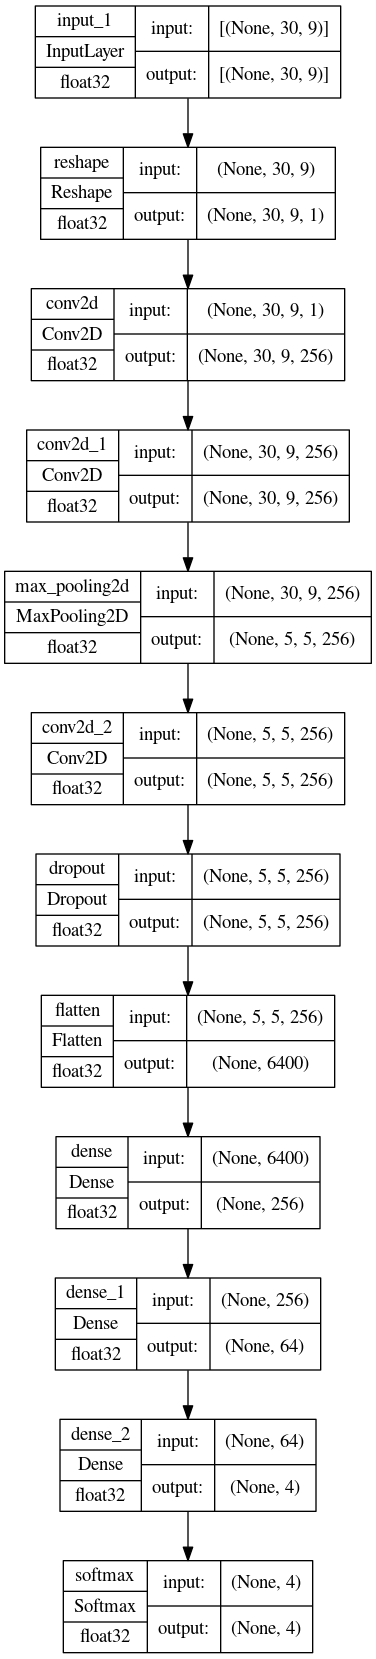 input_1
InputLayer
float32
input:
[(None, 30, 9)]
output:
[(None, 30, 9)]
reshape
Reshape
float32
input:
(None, 30, 9)
output:
(None, 30, 9, 1)
conv2d
Conv2D
float32
input:
(None, 30, 9, 1)
output:
(None, 30, 9, 256)
conv2d_1
Conv2D
float32
input:
(None, 30, 9, 256)
output:
(None, 30, 9, 256)
max_pooling2d
MaxPooling2D
float32
input:
(None, 30, 9, 256)
output:
(None, 5, 5, 256)
conv2d_2
Conv2D
float32
input:
(None, 5, 5, 256)
output:
(None, 5, 5, 256)
dropout
Dropout
float32
input:
(None, 5, 5, 256)
output:
(None, 5, 5, 256)
flatten
Flatten
float32
input:
(None, 5, 5, 256)
output:
(None, 6400)
dense
Dense
float32
input:
(None, 6400)
output:
(None, 256)
dense_1
Dense
float32
input:
(None, 256)
output:
(None, 64)
dense_2
Dense
float32
input:
(None, 64)
output:
(None, 4)
softmax
Softmax
float32
input:
(None, 4)
output:
(None, 4)